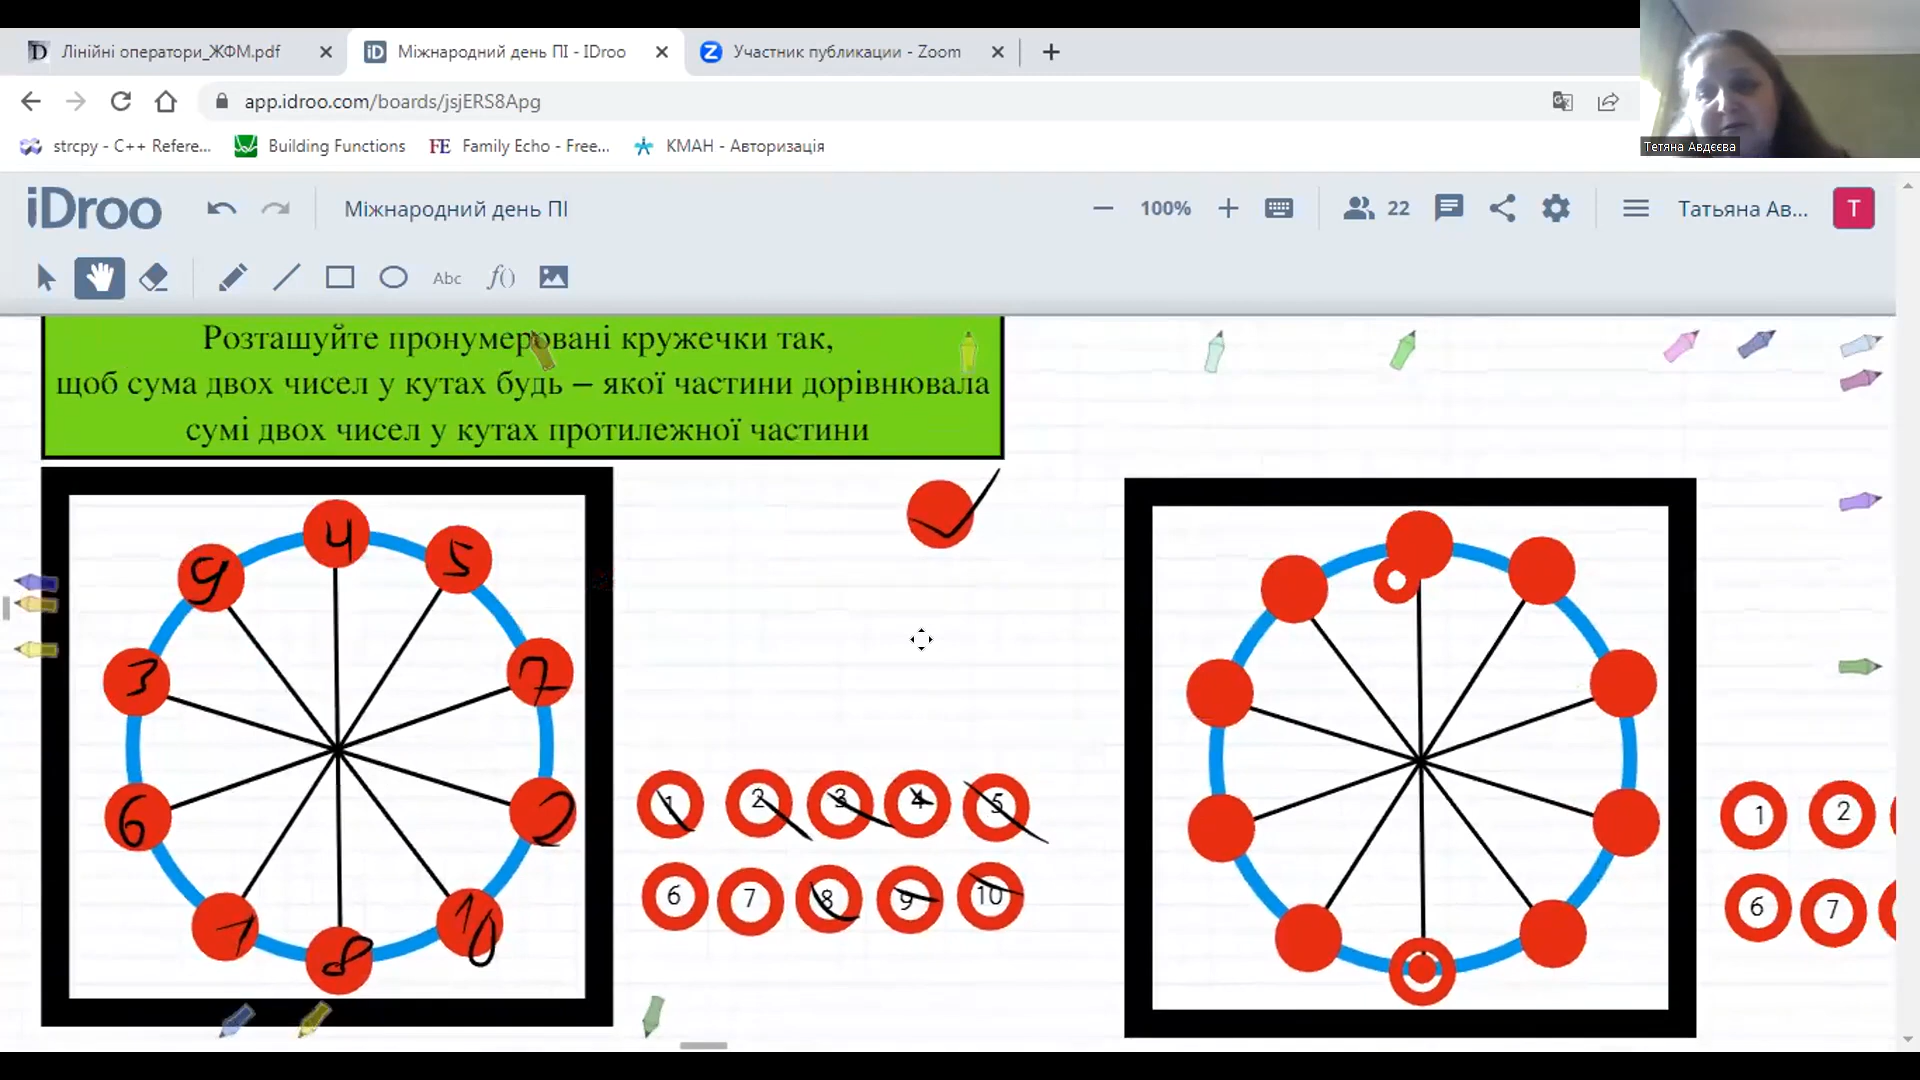 Лінійні оператори_ЖФМ.pdf
Міжнародний день ПІ - IDroo
Участник публикации - Zoom
app.idroo.com/boards/jsjERS8Apg
strcpy - C++ Refere...
Building Functions
FE Family Echo - Free...
КМАН - Авторизація
Тетяна Авдєєва
iDroo
Міжнародний день ПІ
100%
22
Татьяна Ав...
T
Abc
f()
Розташуйте пронумеровані кружечки так,
щоб сума двох чисел у кутах будь – якої частини дорівнювала
сумі двох чисел у кутах протилежної частини
4
9
5
3
7
6
2
1
8
10
1 2 3 4 5
6 7 8 9 10
1 2
6 7